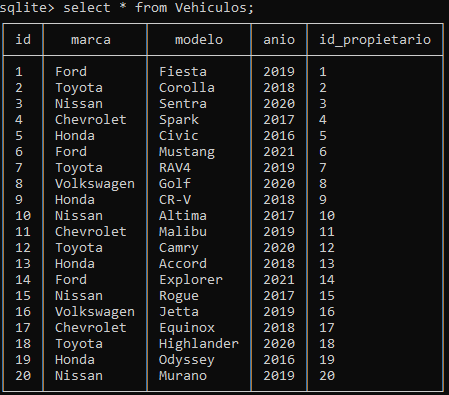 sqlite> select * from Vehiculos;
id marca modelo anio id_propietario
1 Ford Fiesta 2019 1
2 Toyota Corolla 2018 2
3 Nissan Sentra 2020 3
4 Chevrolet Spark 2017 4
5 Honda Civic 2016 5
6 Ford Mustang 2021 6
7 Toyota RAV4 2019 7
8 Volkswagen Golf 2020 8
9 Honda CR-V 2018 9
10 Nissan Altima 2017 10
11 Chevrolet Malibu 2019 11
12 Toyota Camry 2020 12
13 Honda Accord 2018 13
14 Ford Explorer 2021 14
15 Nissan Rogue 2017 15
16 Volkswagen Jetta 2019 16
17 Chevrolet Equinox 2018 17
18 Toyota Highlander 2020 18
19 Honda Odyssey 2016 19
20 Nissan Murano 2019 20